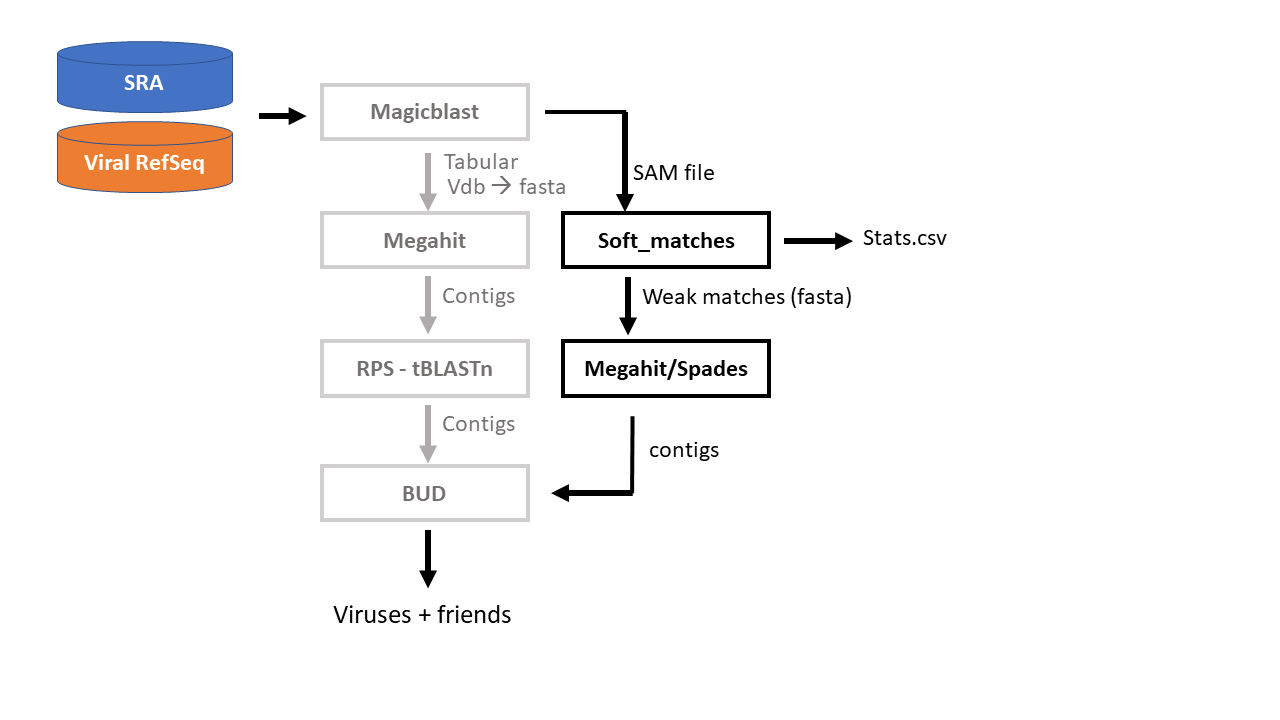 SRA
Viral RefSeq
Magicblast
Tabular
Vdb → fasta
SAM file
Megahit
Soft_matches
Stats.csv
Contigs
Weak matches (fasta)
RPS - tBLASTn
Megahit/Spades
Contigs
contigs
BUD
Viruses + friends